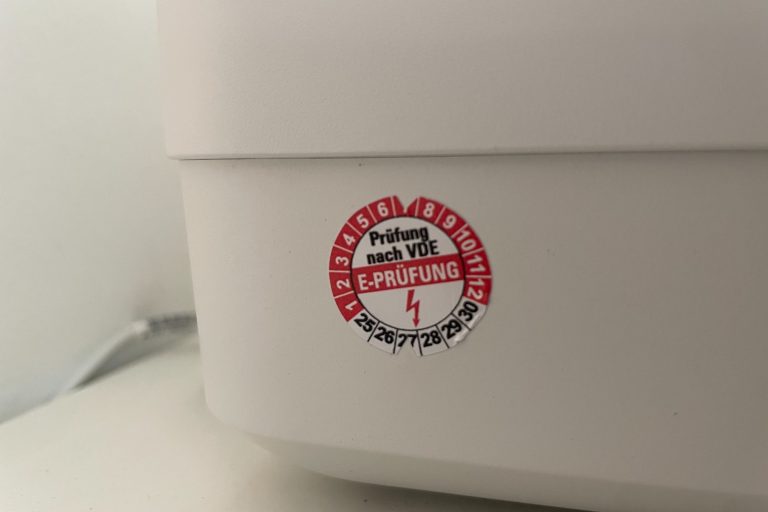 1 2 3 4 5 6 8 9 10 11 12
Prüfung
nach VDE
E-PRÜFUNG
25 26 27 28 29 30